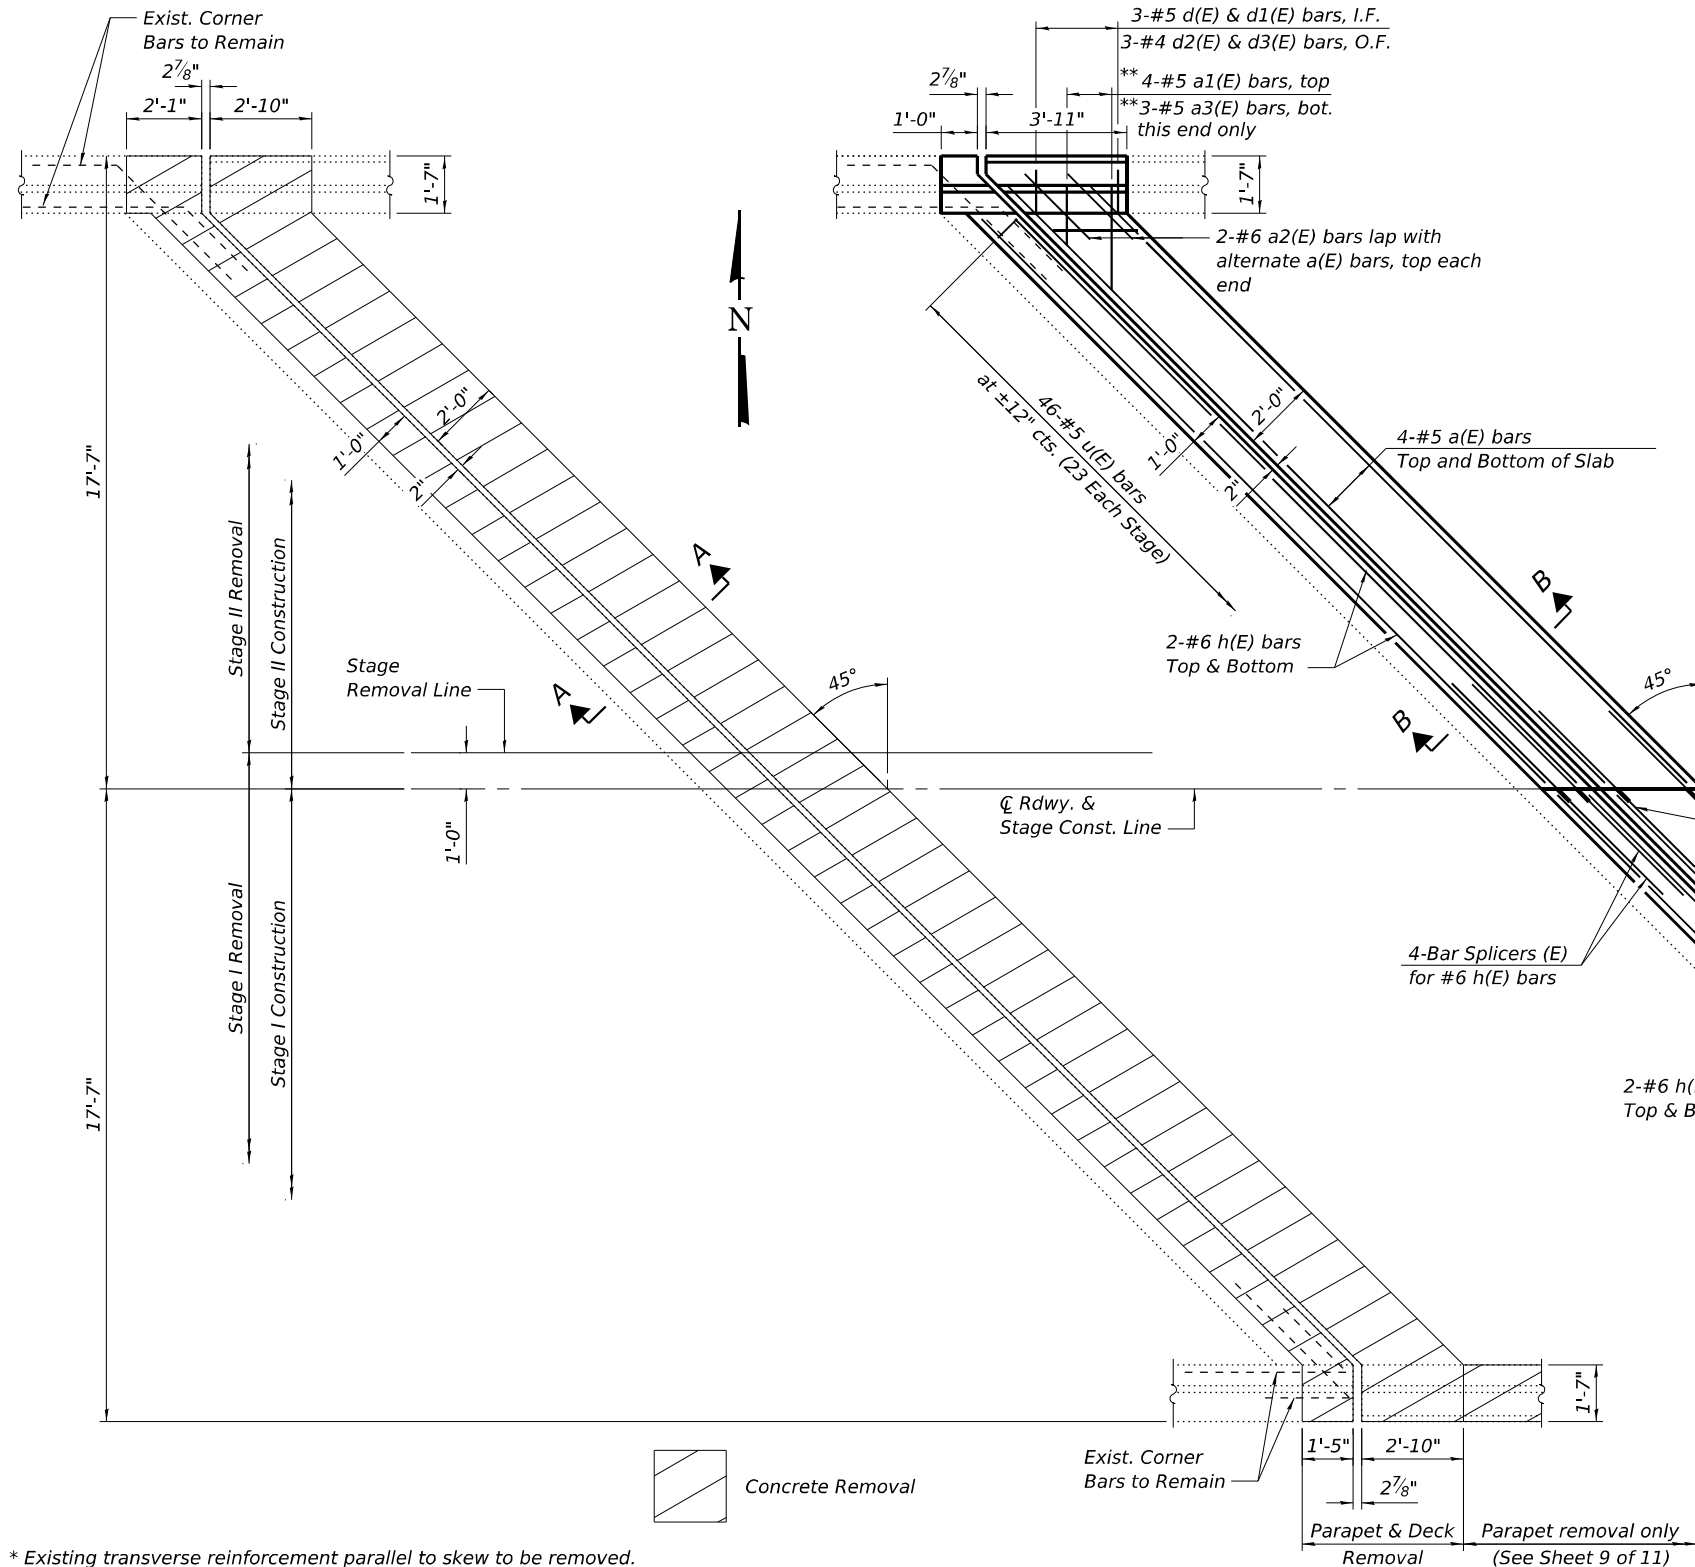 Exist. Corner
Bars to Remain
2⅞"
2'-1"
2'-10"
1'-7"
17'-7"
17'-7"
1'-0"
2'-0"
2"
A
A
45°
Stage II Removal
Stage II Construction
Stage
Removal Line
1'-0"
Stage I Removal
Stage I Construction
N
℄ Rdwy. &
Stage Const. Line
Exist. Corner
Bars to Remain
1'-7"
1'-5"
2'-10"
2⅞"
Parapet & Deck
Removal
Parapet removal only
(See Sheet 9 of 11)
Concrete Removal
* Existing transverse reinforcement parallel to skew to be removed.
3-#5 d(E) & d1(E) bars, I.F.
3-#4 d2(E) & d3(E) bars, O.F.
2⅞"
** 4-#5 a1(E) bars, top
**3-#5 a3(E) bars, bot.
this end only
1'-0"
3'-11"
1'-7"
2-#6 a2(E) bars lap with
alternate a(E) bars, top each
end
46-#5 u(E) bars
at ±12" cts. (23 Each Stage)
1'-0"
2'-0"
2"
4-#5 a(E) bars
Top and Bottom of Slab
B
B
2-#6 h(E) bars
Top & Bottom
45°
4-Bar Splicers (E)
for #6 h(E) bars
2-#6 h(
Top & B